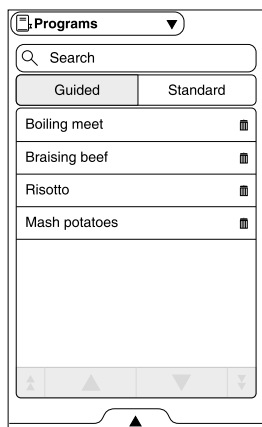 Programs
Search
Guided Standard
Boiling meet
Braising beef
Risotto
Mash potatoes